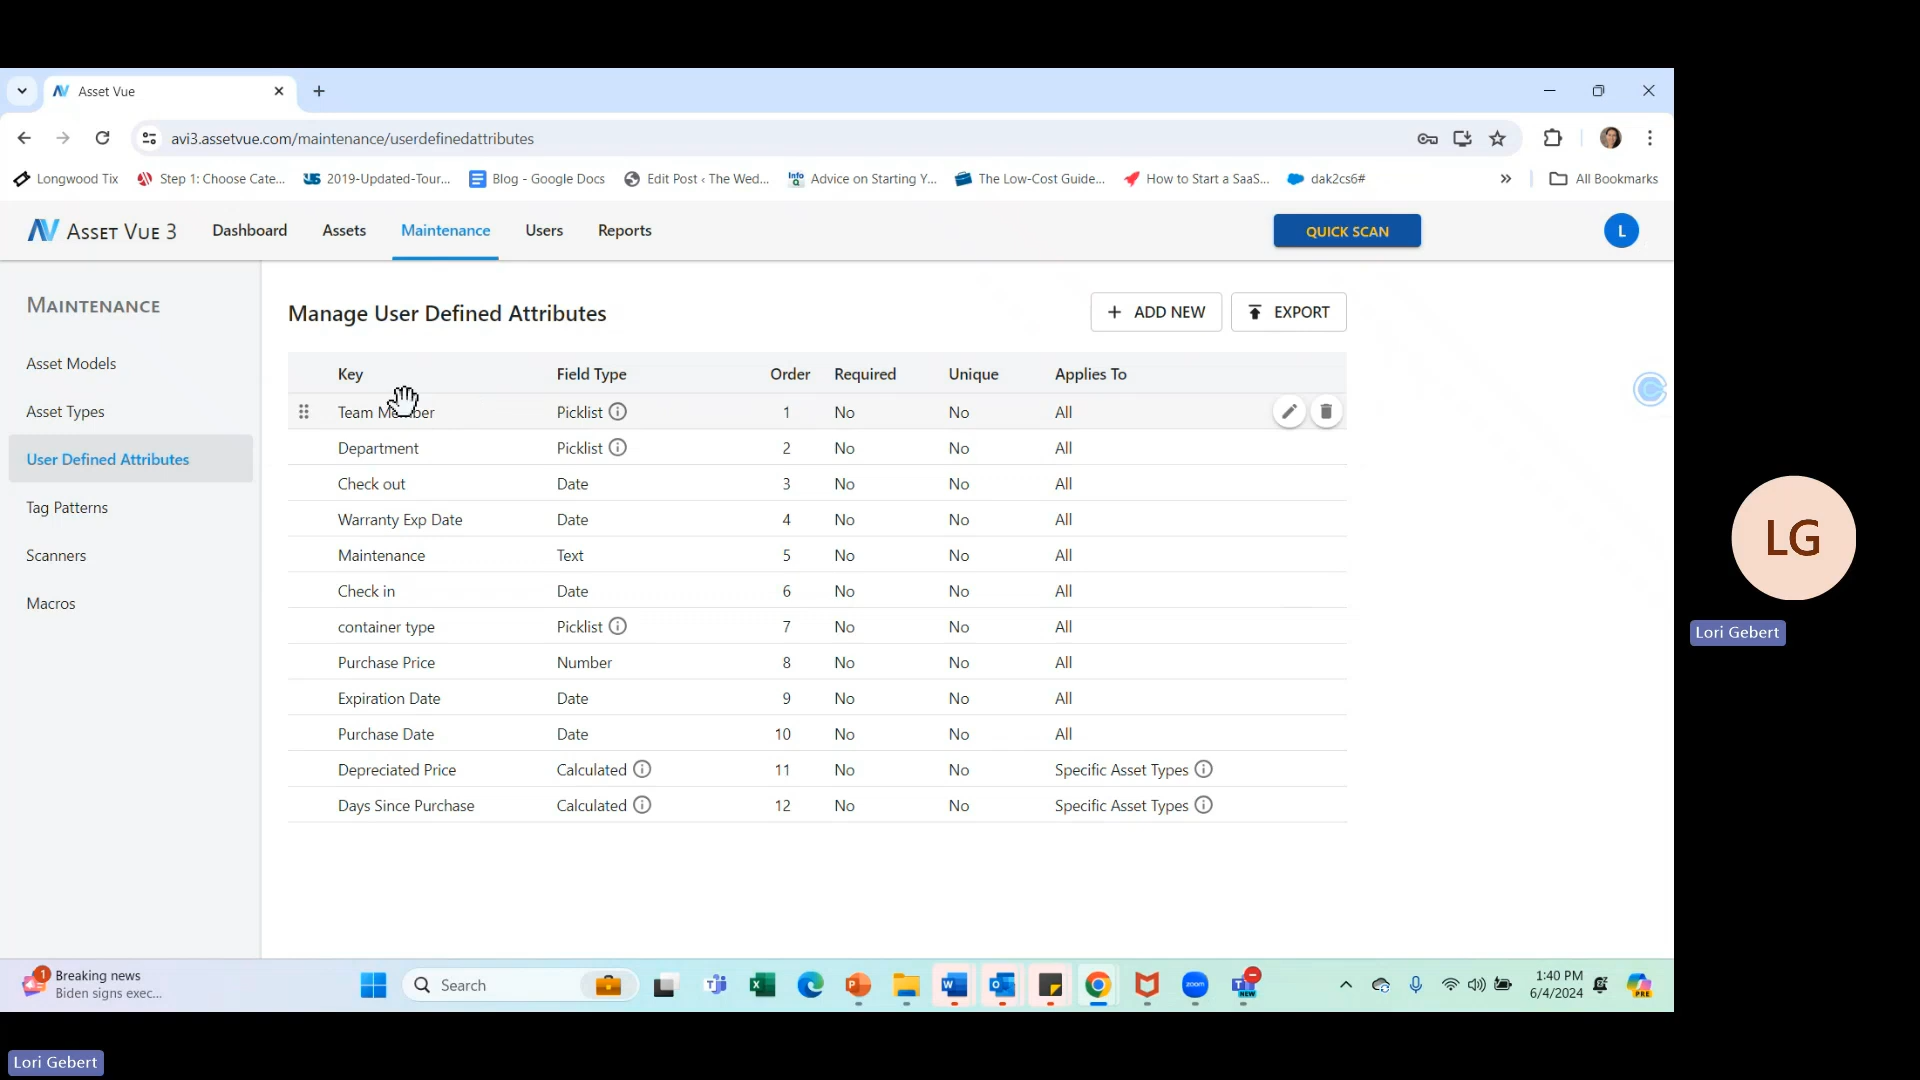 Asset Vue
avi3.assetvue.com/maintenance/userdefinedattributes
Longwood Tix Step 1: Choose Cate... 2019-Updated-Tour... Blog - Google Docs Edit Post ‹ The Wed... Advice on Starting Y... The Low-Cost Guide... How to Start a SaaS... dak2cs6# » All Bookmarks
ASSET VUE 3 Dashboard Assets Maintenance Users Reports QUICK SCAN L
MAINTENANCE
Asset Models
Asset Types
User Defined Attributes
Tag Patterns
Scanners
Macros
Manage User Defined Attributes + ADD NEW EXPORT
Key Field Type Order Required Unique Applies To
Team Member Picklist 1 No No All
Department Picklist 2 No No All
Check out Date 3 No No All
Warranty Exp Date Date 4 No No All
Maintenance Text 5 No No All
Check in Date 6 No No All
container type Picklist 7 No No All
Purchase Price Number 8 No No All
Expiration Date Date 9 No No All
Purchase Date Date 10 No No All
Depreciated Price Calculated 11 No No Specific Asset Types
Days Since Purchase Calculated 12 No No Specific Asset Types
LG
Lori Gebert
1 Breaking news
Biden signs exec...
Search
zoom
NEW
1:40 PM
6/4/2024
PRE
Lori Gebert